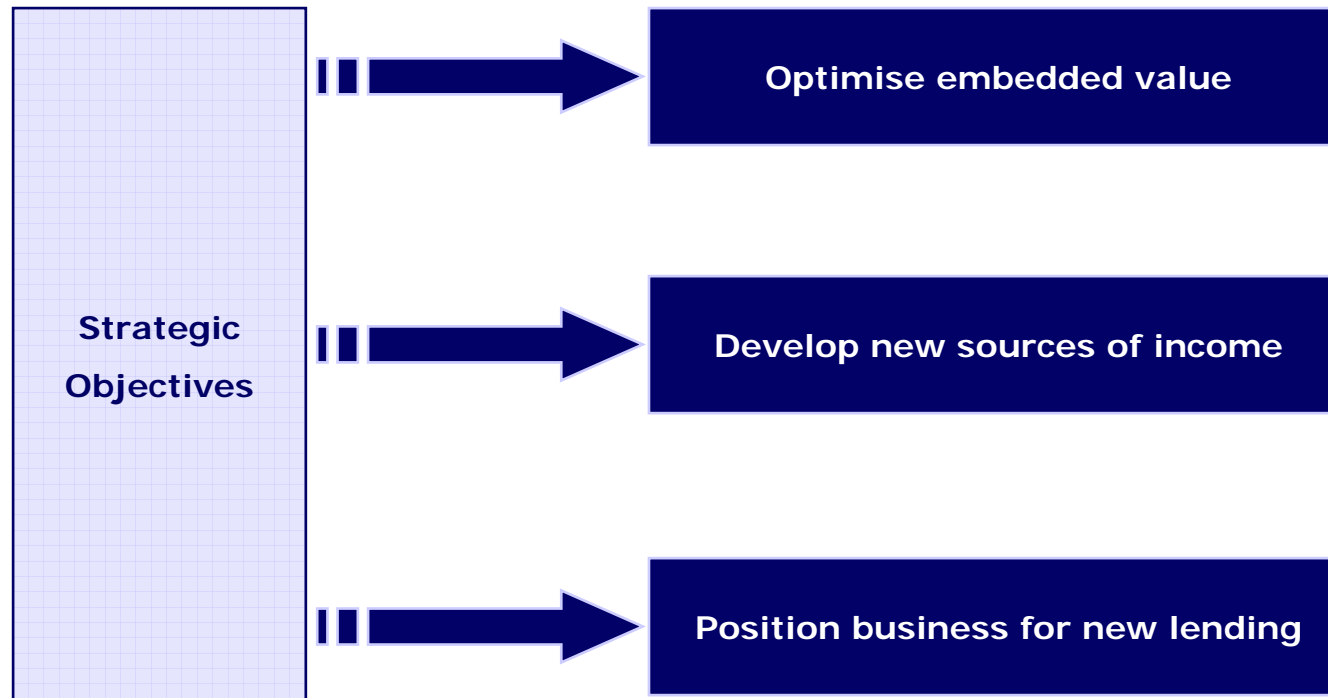 Strategic
Objectives
Optimise embedded value
Develop new sources of income
Position business for new lending